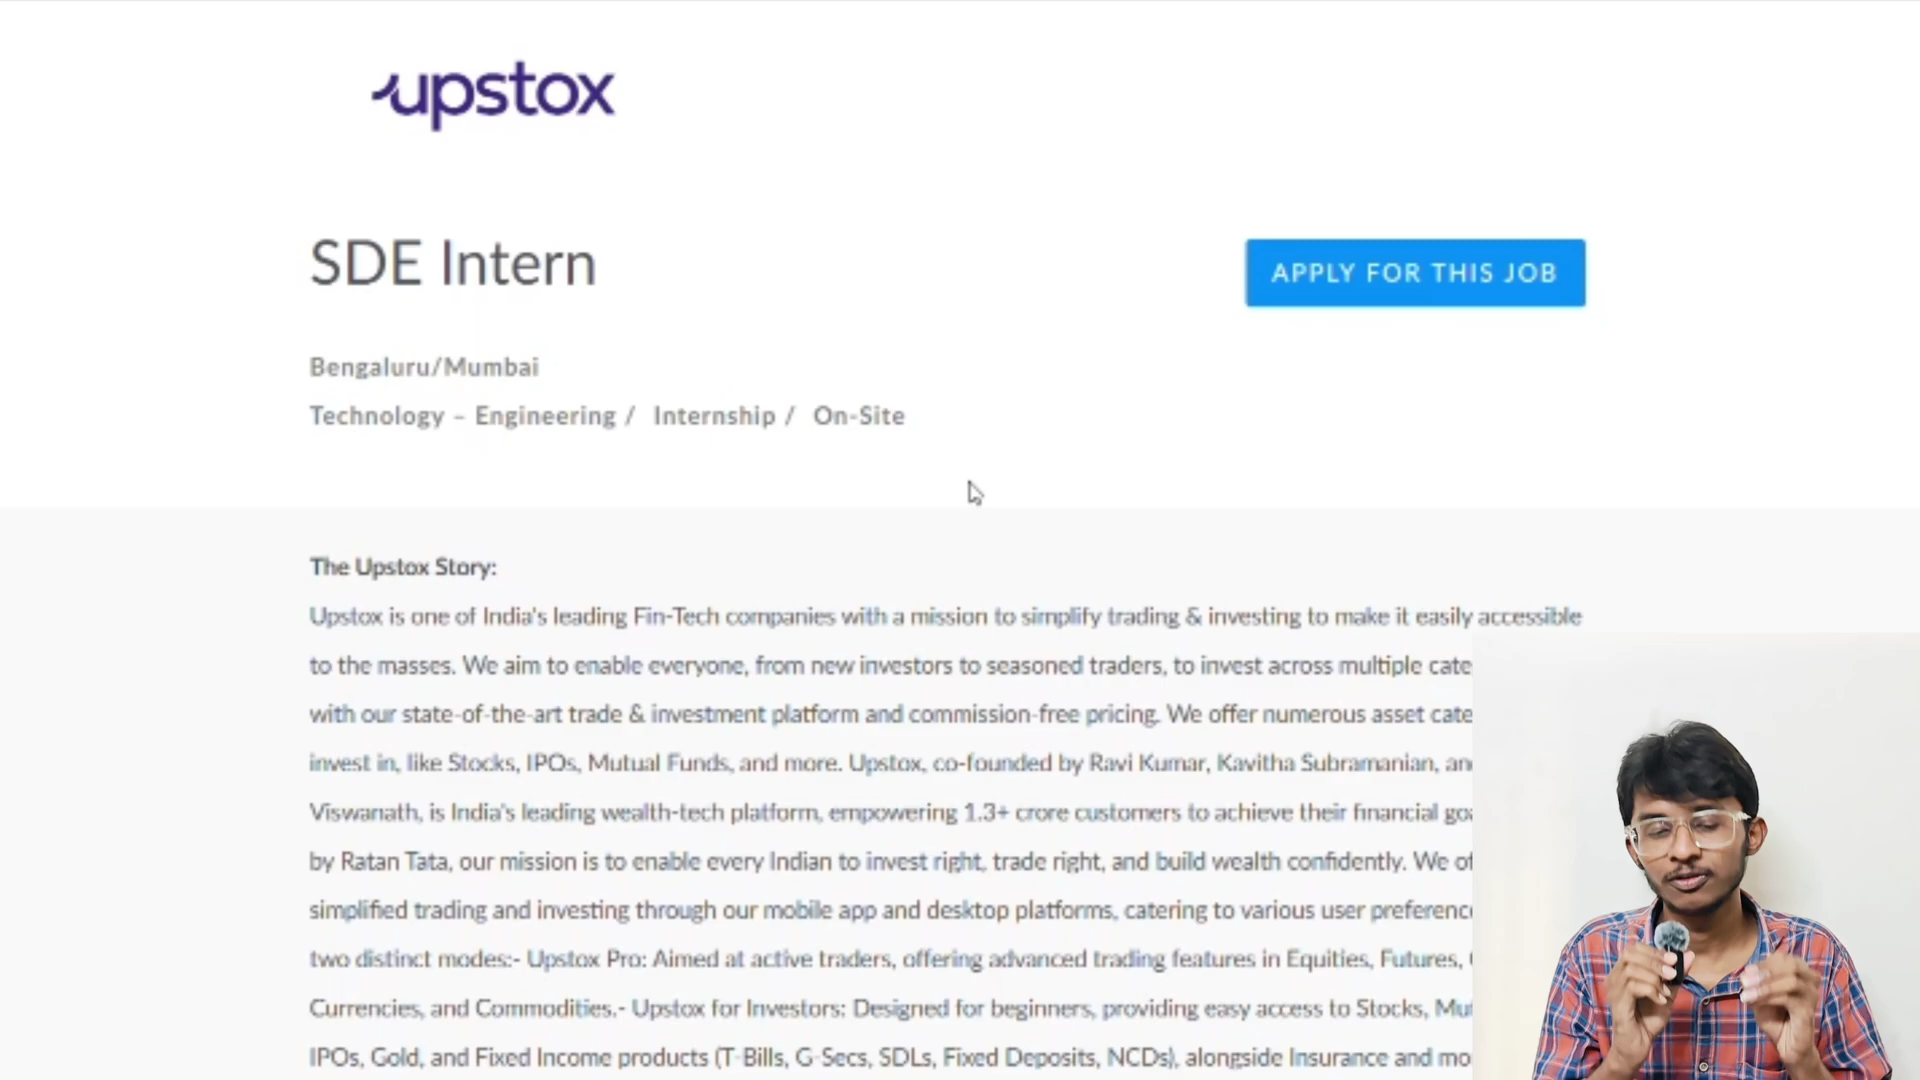 upstox
SDE Intern
APPLY FOR THIS JOB
Bengaluru/Mumbai
Technology – Engineering / Internship / On-Site
The Upstox Story:
Upstox is one of India's leading Fin-Tech companies with a mission to simplify trading & investing to make it easily accessible
to the masses. We aim to enable everyone, from new investors to seasoned traders, to invest across multiple cate
with our state-of-the-art trade & investment platform and commission-free pricing. We offer numerous asset cate
invest in, like Stocks, IPOs, Mutual Funds, and more. Upstox, co-founded by Ravi Kumar, Kavitha Subramanian, an
Viswanath, is India's leading wealth-tech platform, empowering 1.3+ crore customers to achieve their financial go
by Ratan Tata, our mission is to enable every Indian to invest right, trade right, and build wealth confidently. We of
simplified trading and investing through our mobile app and desktop platforms, catering to various user preferenc
two distinct modes:- Upstox Pro: Aimed at active traders, offering advanced trading features in Equities, Futures,
Currencies, and Commodities.- Upstox for Investors: Designed for beginners, providing easy access to Stocks, Mu
IPOs, Gold, and Fixed Income products (T-Bills, G-Secs, SDLs, Fixed Deposits, NCDs), alongside Insurance and mo